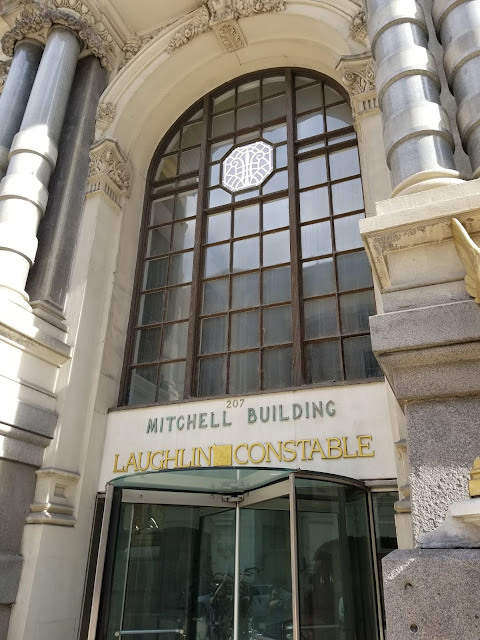 207
MITCHELL BUILDING
LAUGHLIN CONSTABLE